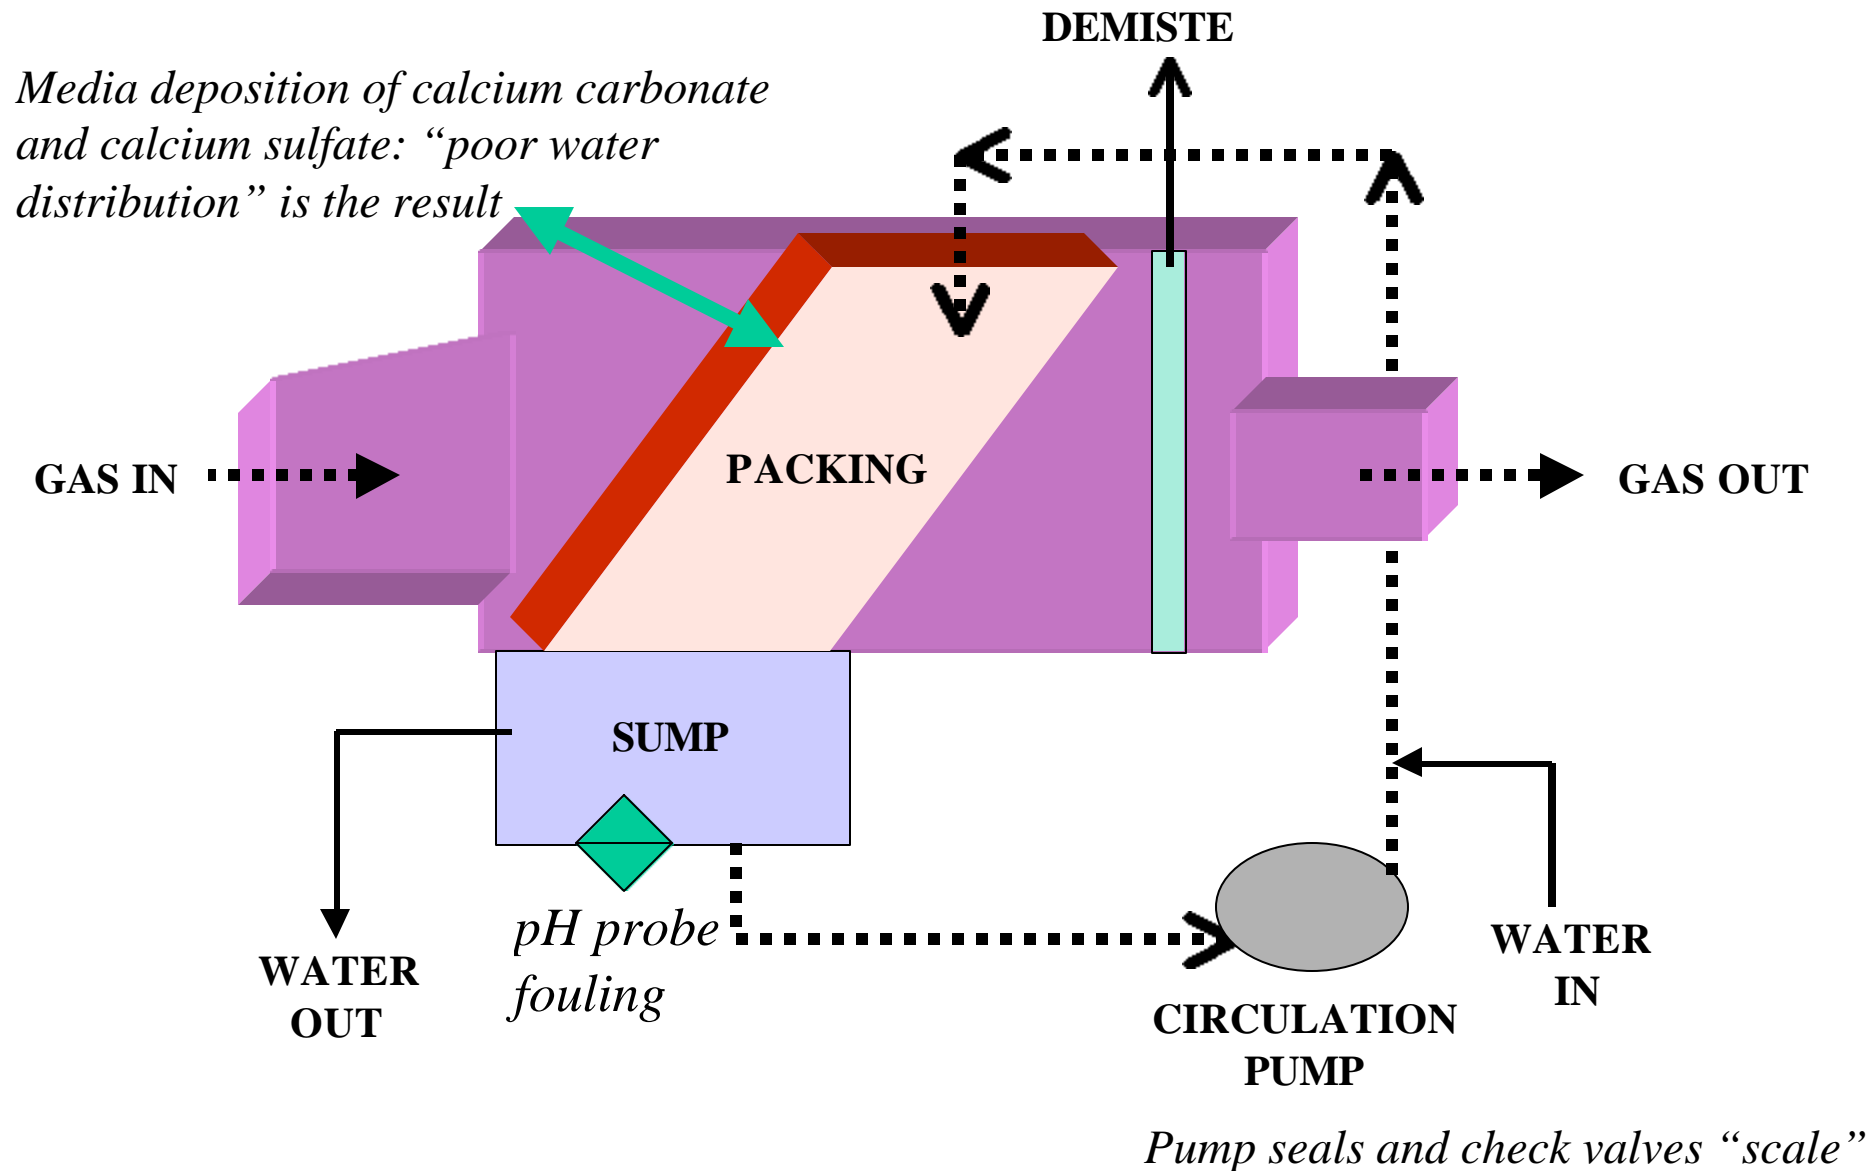 DEMISTE
Media deposition of calcium carbonate
and calcium sulfate: “poor water
distribution” is the result
GAS IN
PACKING
GAS OUT
SUMP
pH probe
fouling
WATER
OUT
WATER
IN
CIRCULATION
PUMP
Pump seals and check valves “scale”